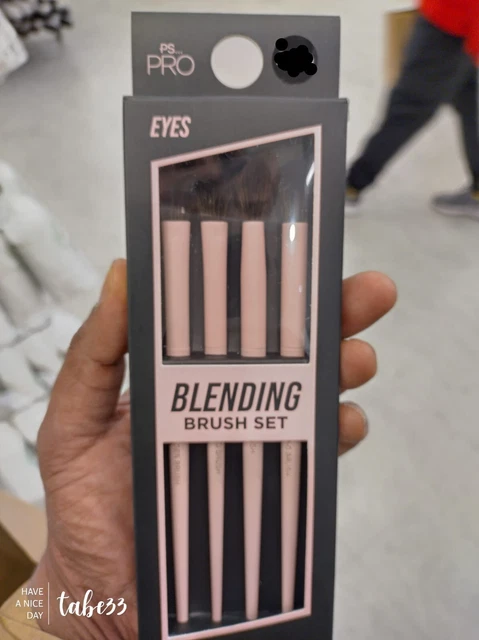 PS...
PRO
EYES
BLENDING
BRUSH SET
HAVE
A NICE
DAY
tabe33